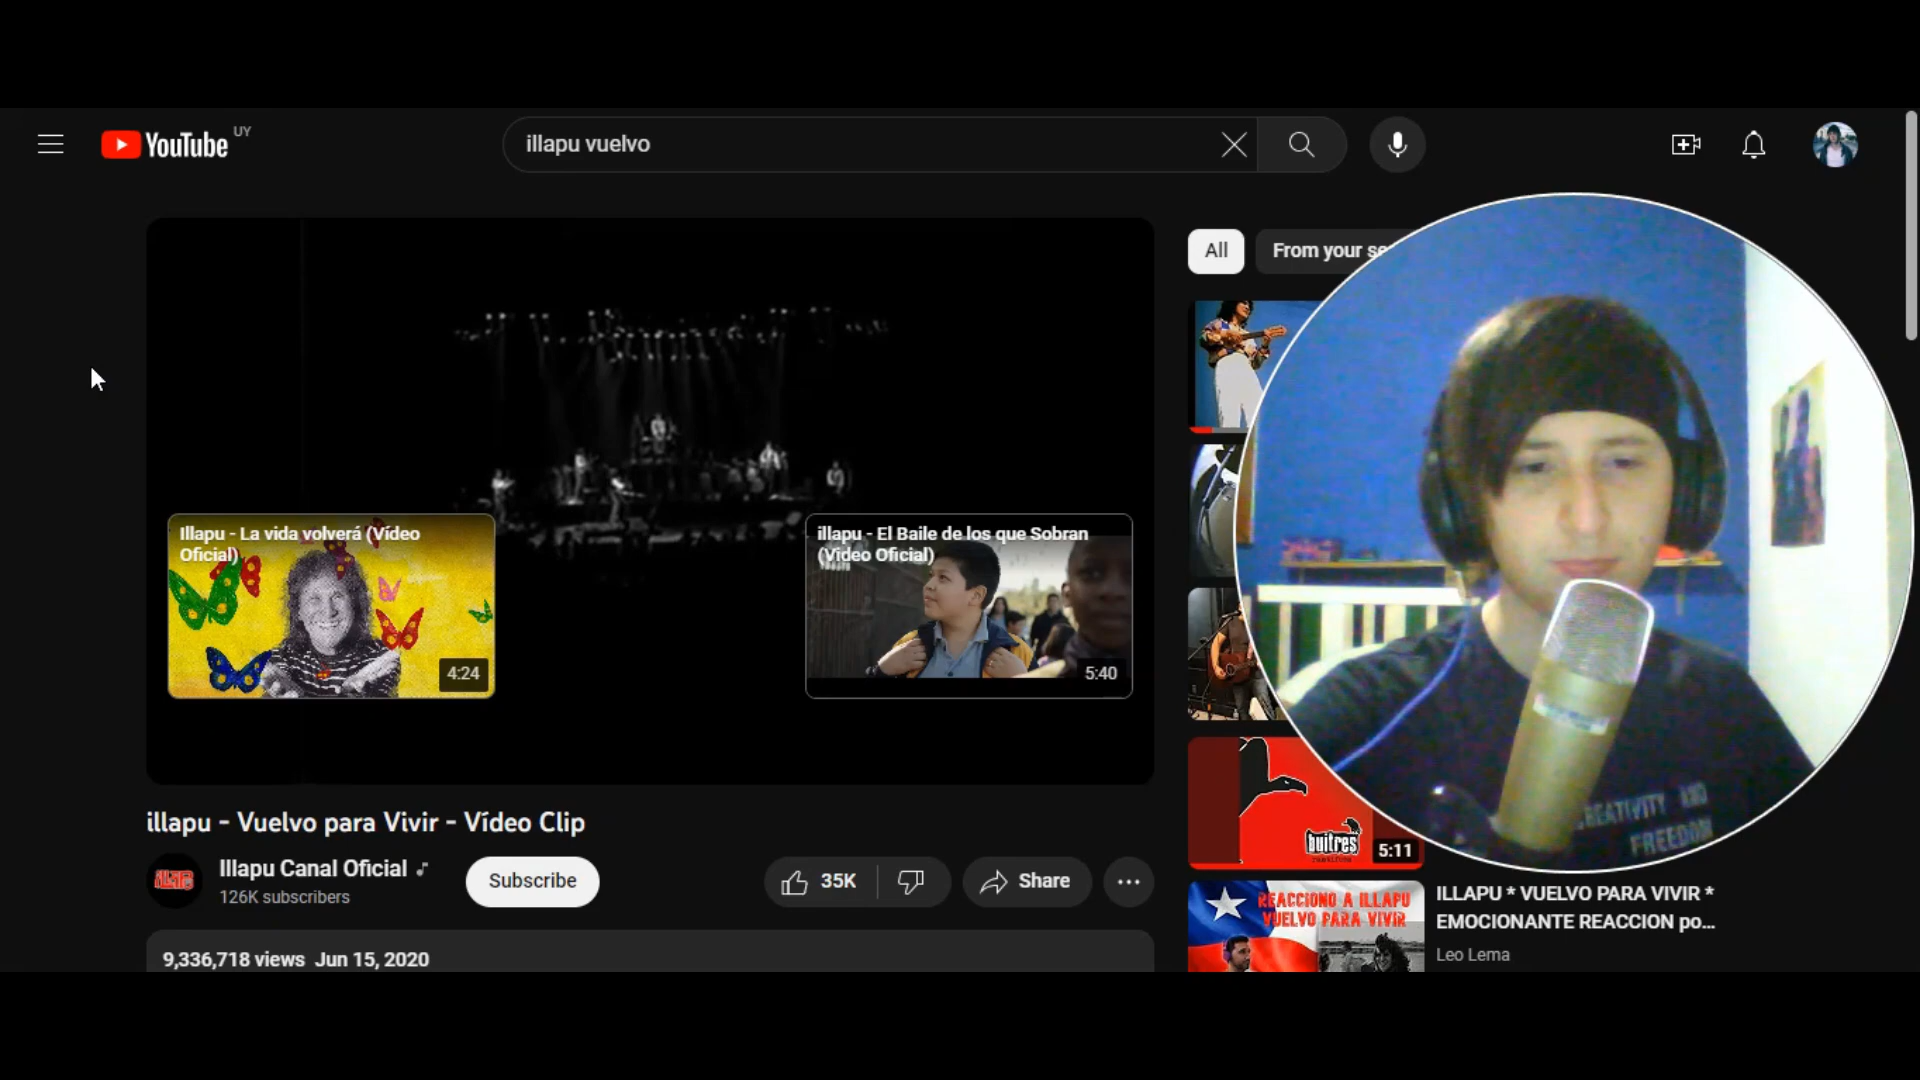 YouTube UY
illapu vuelvo
All
From your se
Illapu - La vida volverá (Vídeo
Oficial)
4:24
illapu - El Baile de los que Sobran
(Video Oficial)
5:40
CREATIVITY AND
FREEDOM
buitres
5:11
illapu - Vuelvo para Vivir - Vídeo Clip
Illapu Canal Oficial
126K subscribers
Subscribe
35K
Share
9,336,718 views Jun 15, 2020
REACCIONO A ILLAPU
VUELVO PARA VIVIR
ILLAPU * VUELVO PARA VIVIR *
EMOCIONANTE REACCION po...
Leo Lema